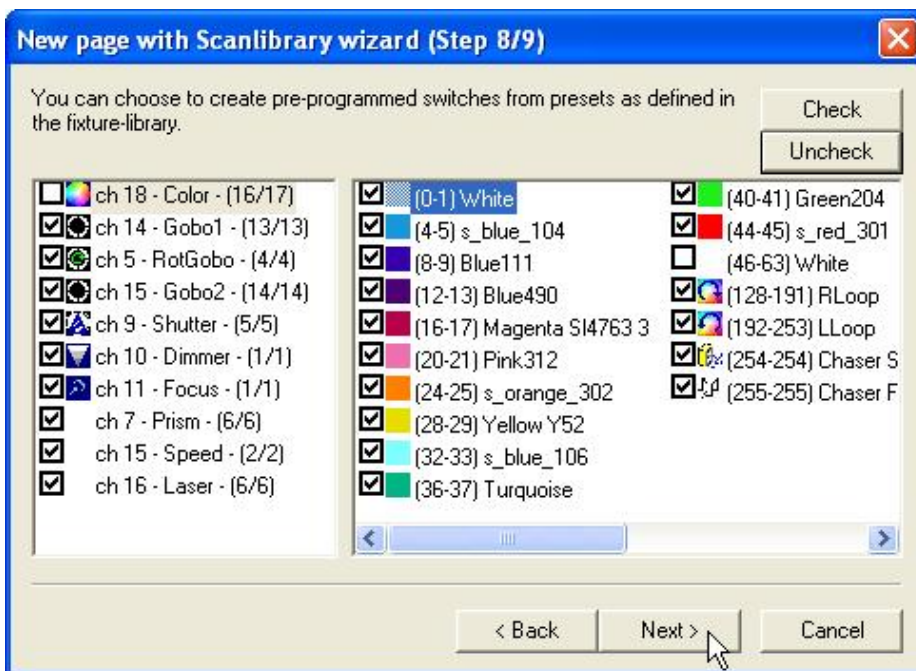 New page with Scanlibrary wizard (Step 8/9)
You can choose to create pre-programmed switches from presets as defined in
the fixture-library.
Check
Uncheck
ch 18 - Color - (16/17)
ch 14 - Gobo1 - (13/13)
ch 5 - RotGobo - (4/4)
ch 15 - Gobo2 - (14/14)
ch 9 - Shutter - (5/5)
ch 10 - Dimmer - (1/1)
ch 11 - Focus - (1/1)
ch 7 - Prism - (6/6)
ch 15 - Speed - (2/2)
ch 16 - Laser - (6/6)
(0-1) White
(4-5) s_blue_104
(8-9) Blue111
(12-13) Blue490
(16-17) Magenta SI4763 3
(20-21) Pink312
(24-25) s_orange_302
(28-29) Yellow Y52
(32-33) s_blue_106
(36-37) Turquoise
(40-41) Green204
(44-45) s_red_301
(46-63) White
(128-191) RLoop
(192-253) LLoop
(254-254) Chaser S
(255-255) Chaser F
< Back
Next >
Cancel